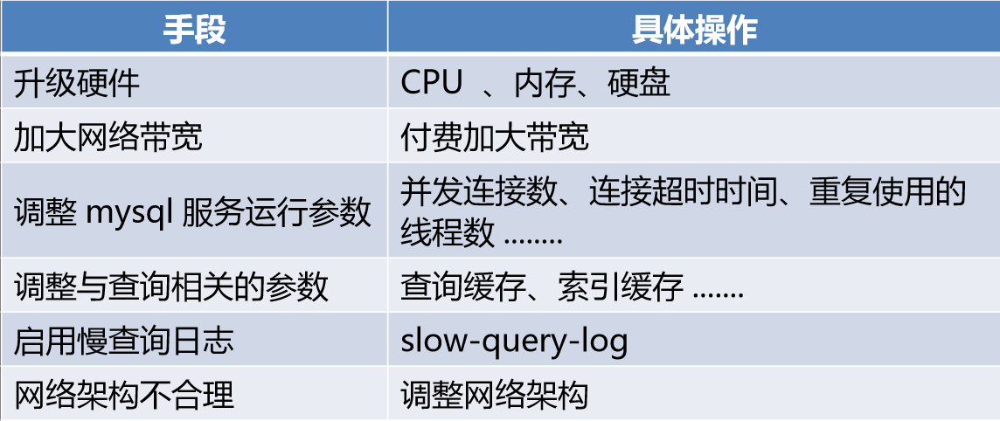 手段
具体操作
升级硬件
CPU 、内存、硬盘
加大网络带宽
付费加大带宽
调整 mysql 服务运行参数
并发连接数、连接超时时间、重复使用的
线程数 ........
调整与查询相关的参数
查询缓存、索引缓存 .......
启用慢查询日志
slow-query-log
网络架构不合理
调整网络架构